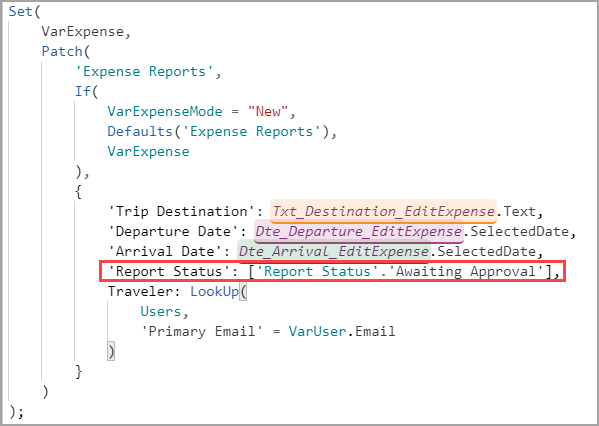 Set(
VarExpense,
Patch(
'Expense Reports',
If(
VarExpenseMode = "New",
Defaults('Expense Reports'),
VarExpense
),
{
'Trip Destination': Txt_Destination_EditExpense.Text,
'Departure Date': Dte_Departure_EditExpense.SelectedDate,
'Arrival Date': Dte_Arrival_EditExpense.SelectedDate,
'Report Status': ['Report Status'.'Awaiting Approval'],
Traveler: LookUp(
Users,
'Primary Email' = VarUser.Email
)
}
)
);